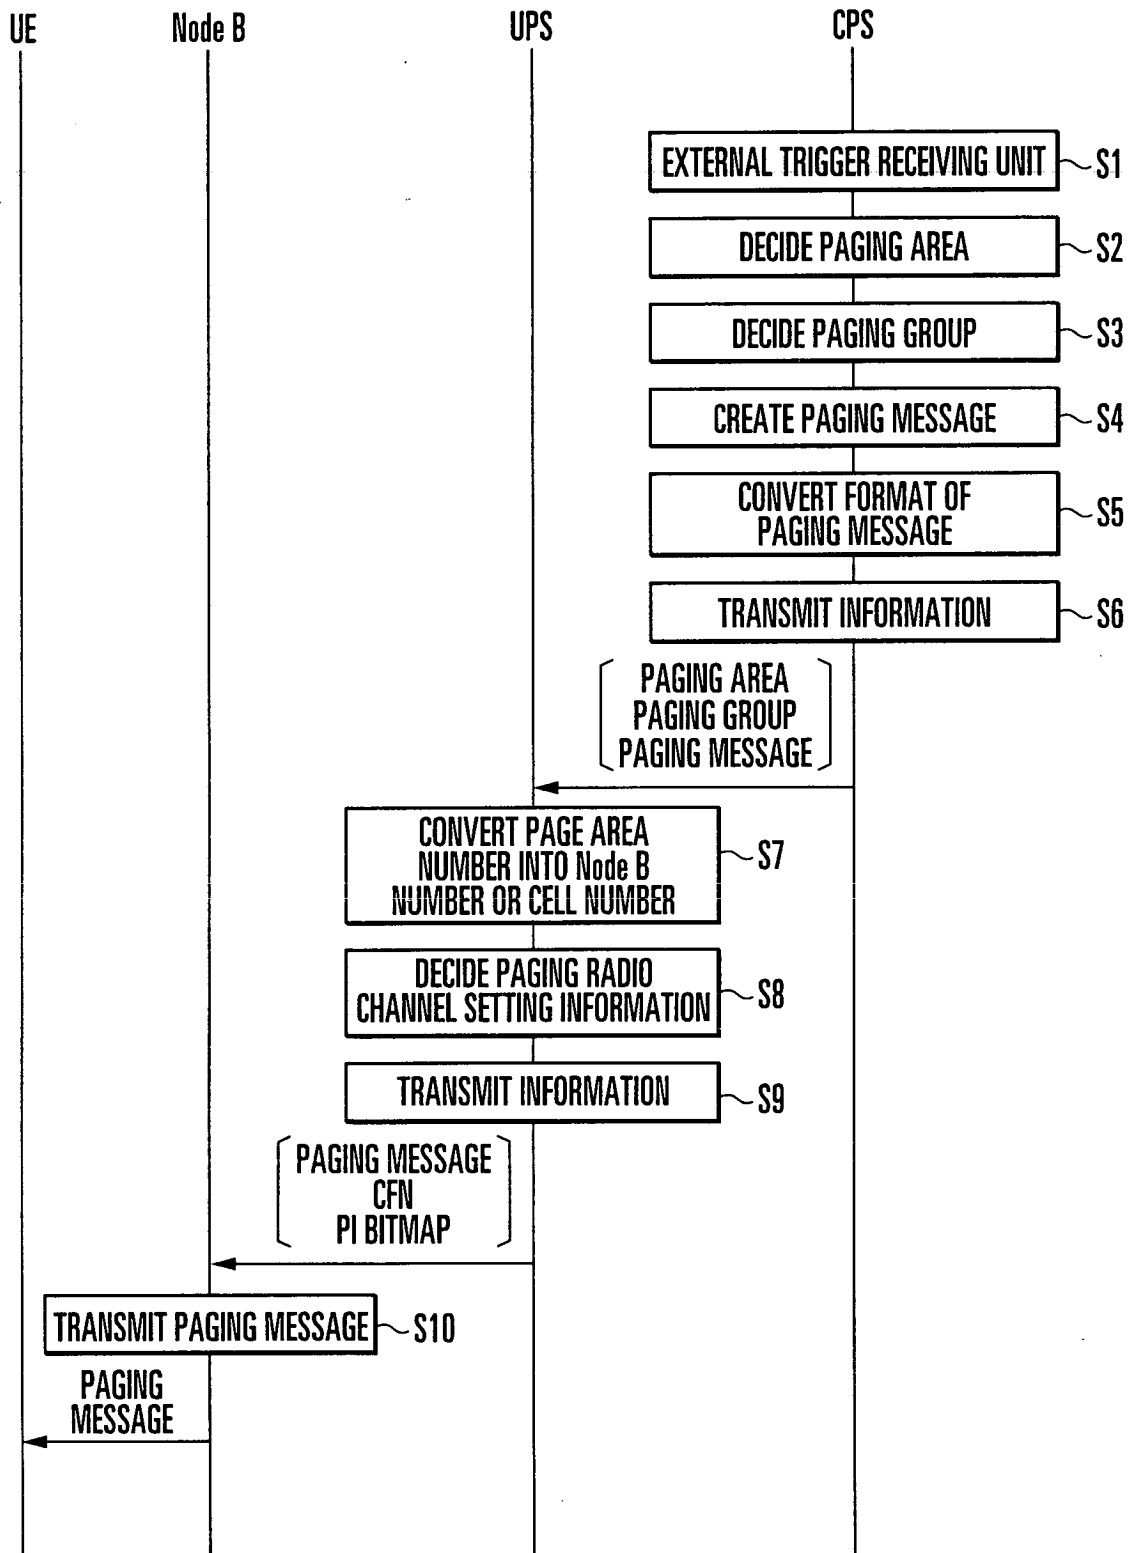 UE
Node B
UPS
CPS
EXTERNAL TRIGGER RECEIVING UNIT
S1
DECIDE PAGING AREA
S2
DECIDE PAGING GROUP
S3
CREATE PAGING MESSAGE
S4
CONVERT FORMAT OF
PAGING MESSAGE
S5
TRANSMIT INFORMATION
S6
PAGING AREA
PAGING GROUP
PAGING MESSAGE
CONVERT PAGE AREA
NUMBER INTO Node B
NUMBER OR CELL NUMBER
S7
DECIDE PAGING RADIO
CHANNEL SETTING INFORMATION
S8
TRANSMIT INFORMATION
S9
PAGING MESSAGE
CFN
PI BITMAP
TRANSMIT PAGING MESSAGE
S10
PAGING
MESSAGE